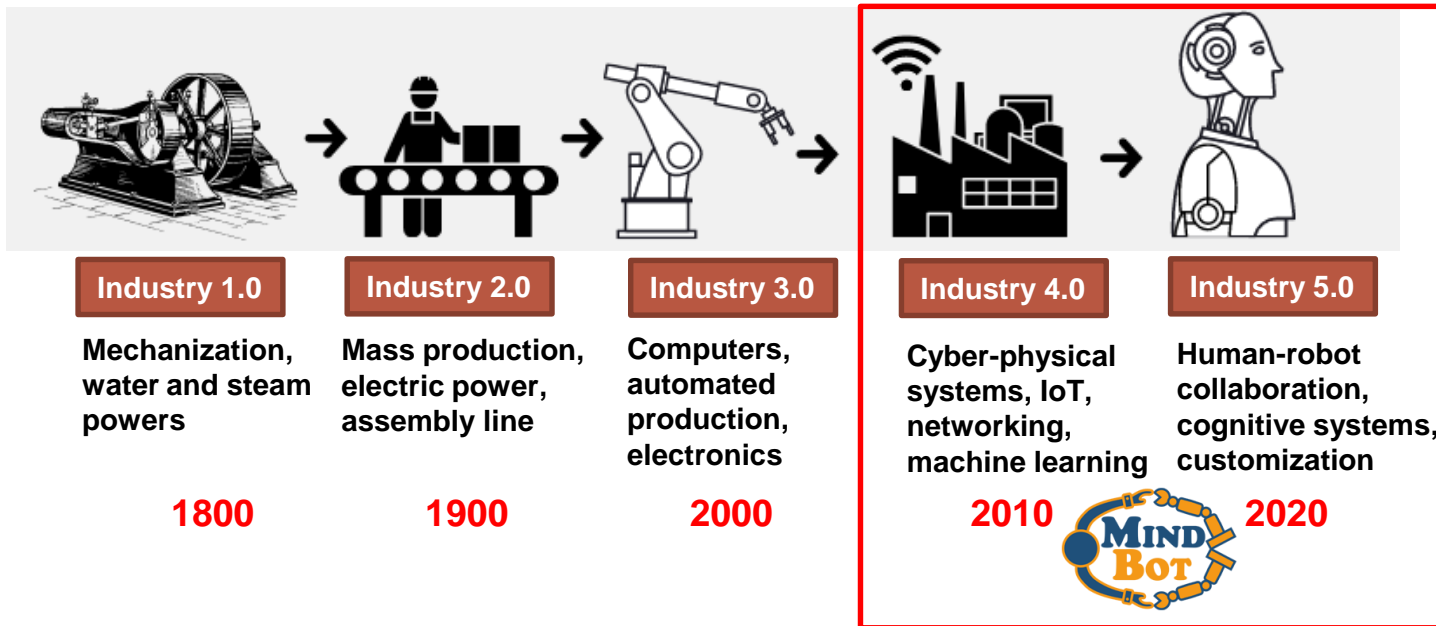 Industry 1.0
Mechanization,
water and steam
powers
1800
Industry 2.0
Mass production,
electric power,
assembly line
1900
Industry 3.0
Computers,
automated
production,
electronics
2000
Industry 4.0
Cyber-physical
systems, IoT,
networking,
machine learning
2010
Industry 5.0
Human-robot
collaboration,
cognitive systems,
customization
2020
MIND
BOT